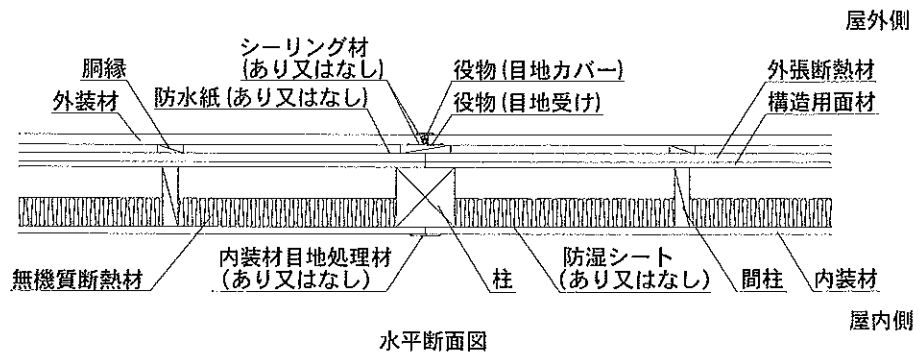 屋外側
シーリング材
(あり又はなし)
役物(目地カバー)
胴縁
外張断熱材
外装材
防水紙(あり又はなし)
役物(目地受け)
構造用面材
無機質断熱材
内装材目地処理材
(あり又はなし)
柱
防湿シート
(あり又はなし)
間柱
内装材
屋内側
水平断面図